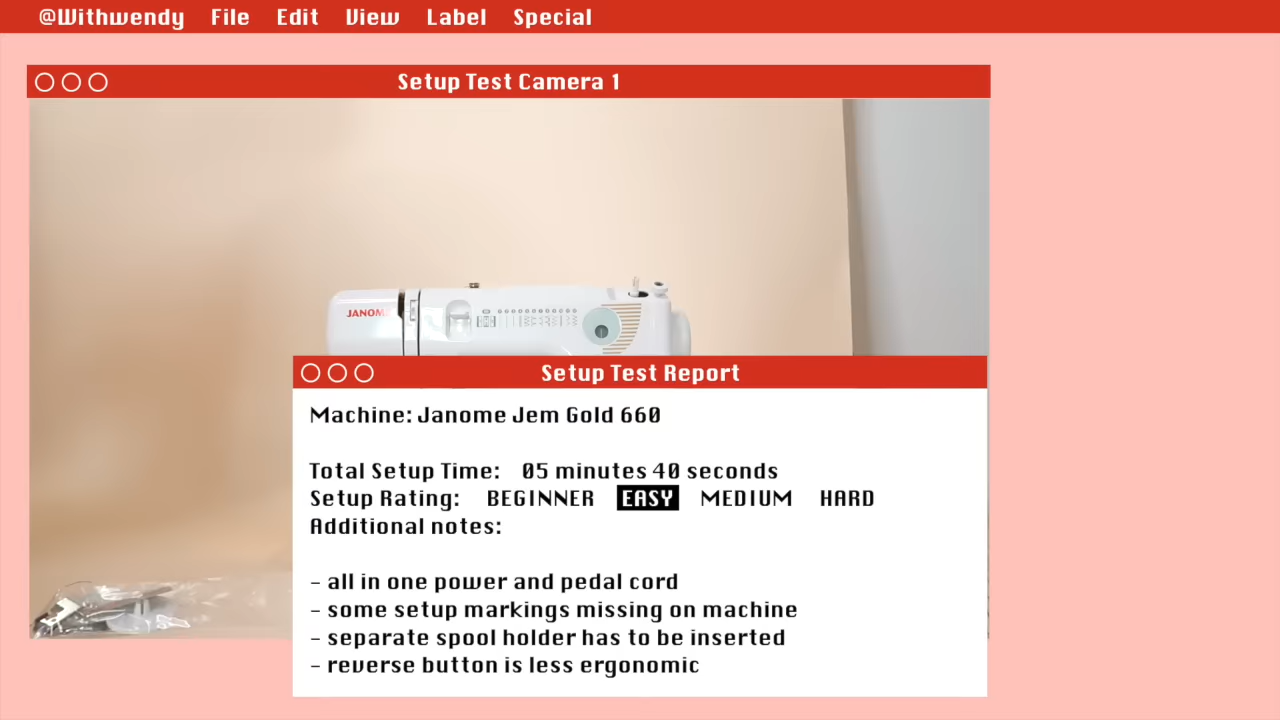 @Withwendy File Edit View Label Special
Setup Test Camera 1
JANOM
Setup Test Report
Machine: Janome Jem Gold 660
Total Setup Time: 05 minutes 40 seconds
Setup Rating: BEGINNER EASY MEDIUM HARD
Additional notes:
- all in one power and pedal cord
- some setup markings missing on machine
- separate spool holder has to be inserted
- reverse button is less ergonomic